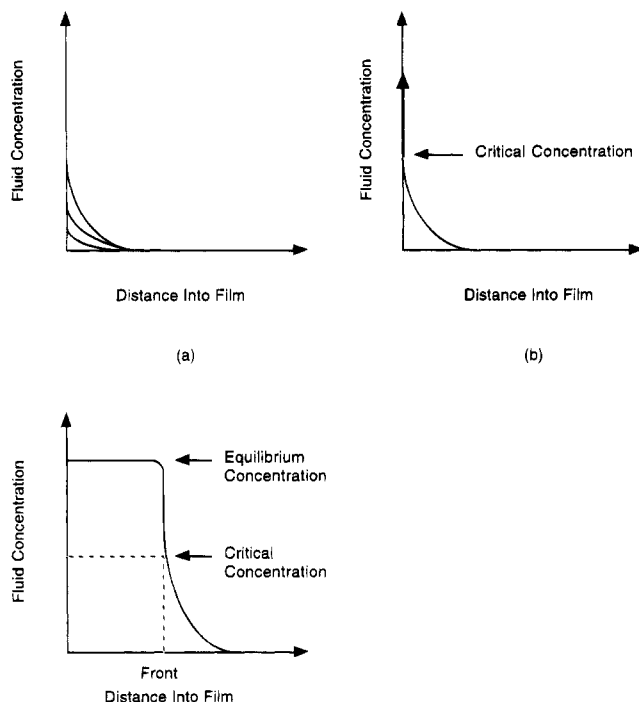 Fluid Concentration
Distance Into Film
(a)
Fluid Concentration
Critical Concentration
Distance Into Film
(b)
Fluid Concentration
Equilibrium
Concentration
Critical
Concentration
Front
Distance Into Film